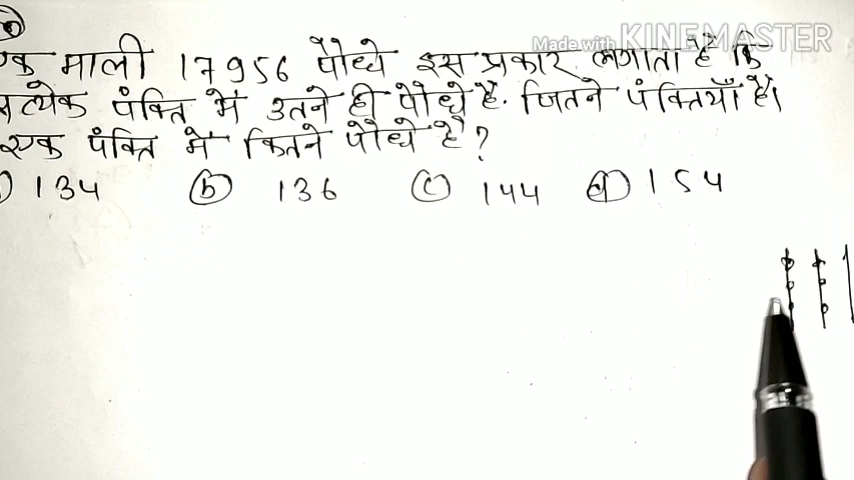 Made with KINEMASTER
एक माली 17956 पौधे इस प्रकार लगाता है कि
प्रत्येक पंक्ति में उतने ही पौधे है. जितने पंक्तियाँ है।
एक पंक्ति में कितने पौधे है?
134 (b) 136 (c) 144 (d) 154